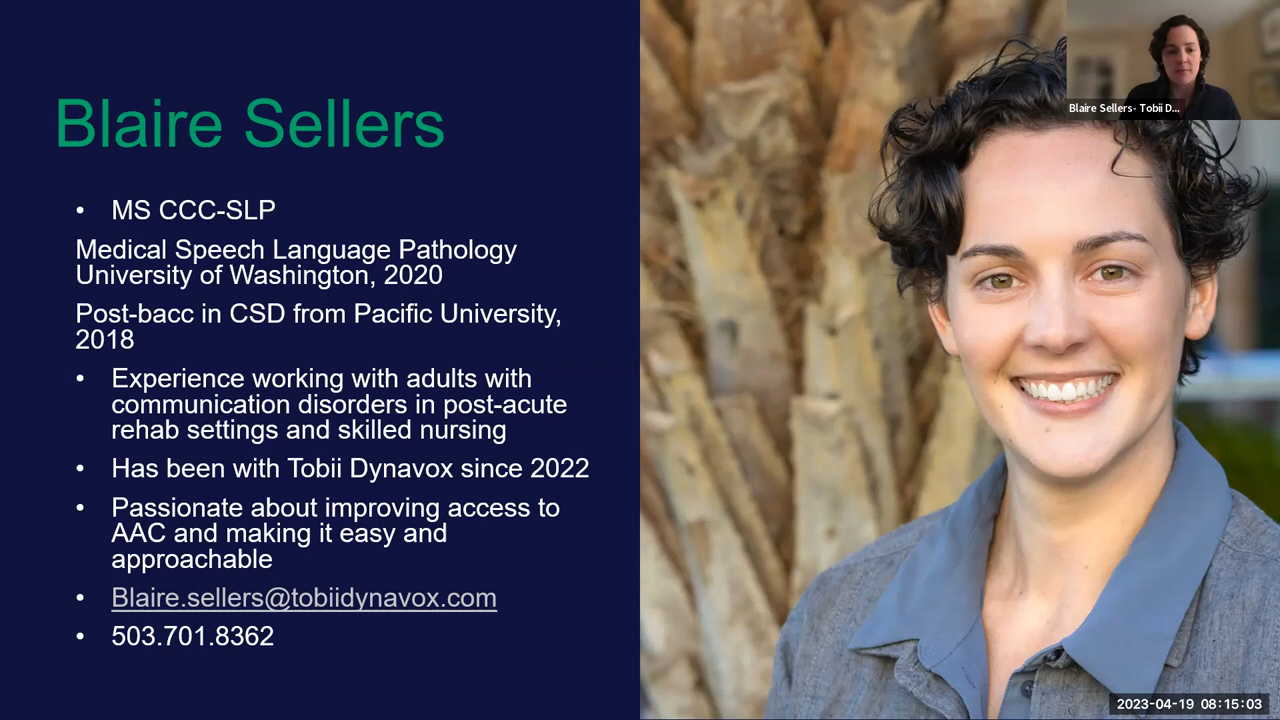 Blaire Sellers
• MS CCC-SLP
Medical Speech Language Pathology
University of Washington, 2020
Post-bacc in CSD from Pacific University,
2018
• Experience working with adults with
communication disorders in post-acute
rehab settings and skilled nursing
• Has been with Tobii Dynavox since 2022
• Passionate about improving access to
AAC and making it easy and
approachable
• Blaire.sellers@tobiidynavox.com
• 503.701.8362
Blaire Sellers- Tobii D...
2023-04-19 08:15:03